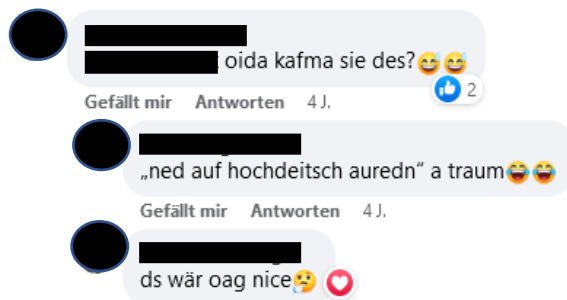 oida kafma sie des?😅😅
2
Gefällt mir Antworten 4 J.
„ned auf hochdeitsch auredn“ a traum😂😂
Gefällt mir Antworten 4 J.
ds wär oag nice🤔